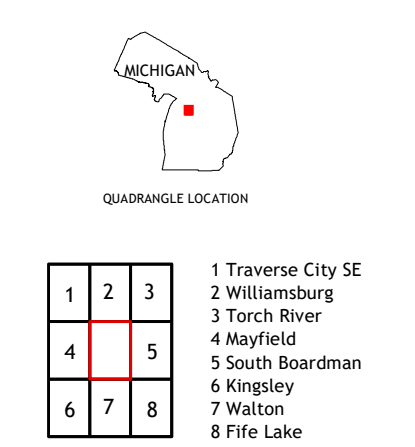 MICHIGAN
QUADRANGLE LOCATION
1 2 3
4 5
6 7 8
1 Traverse City SE
2 Williamsburg
3 Torch River
4 Mayfield
5 South Boardman
6 Kingsley
7 Walton
8 Fife Lake